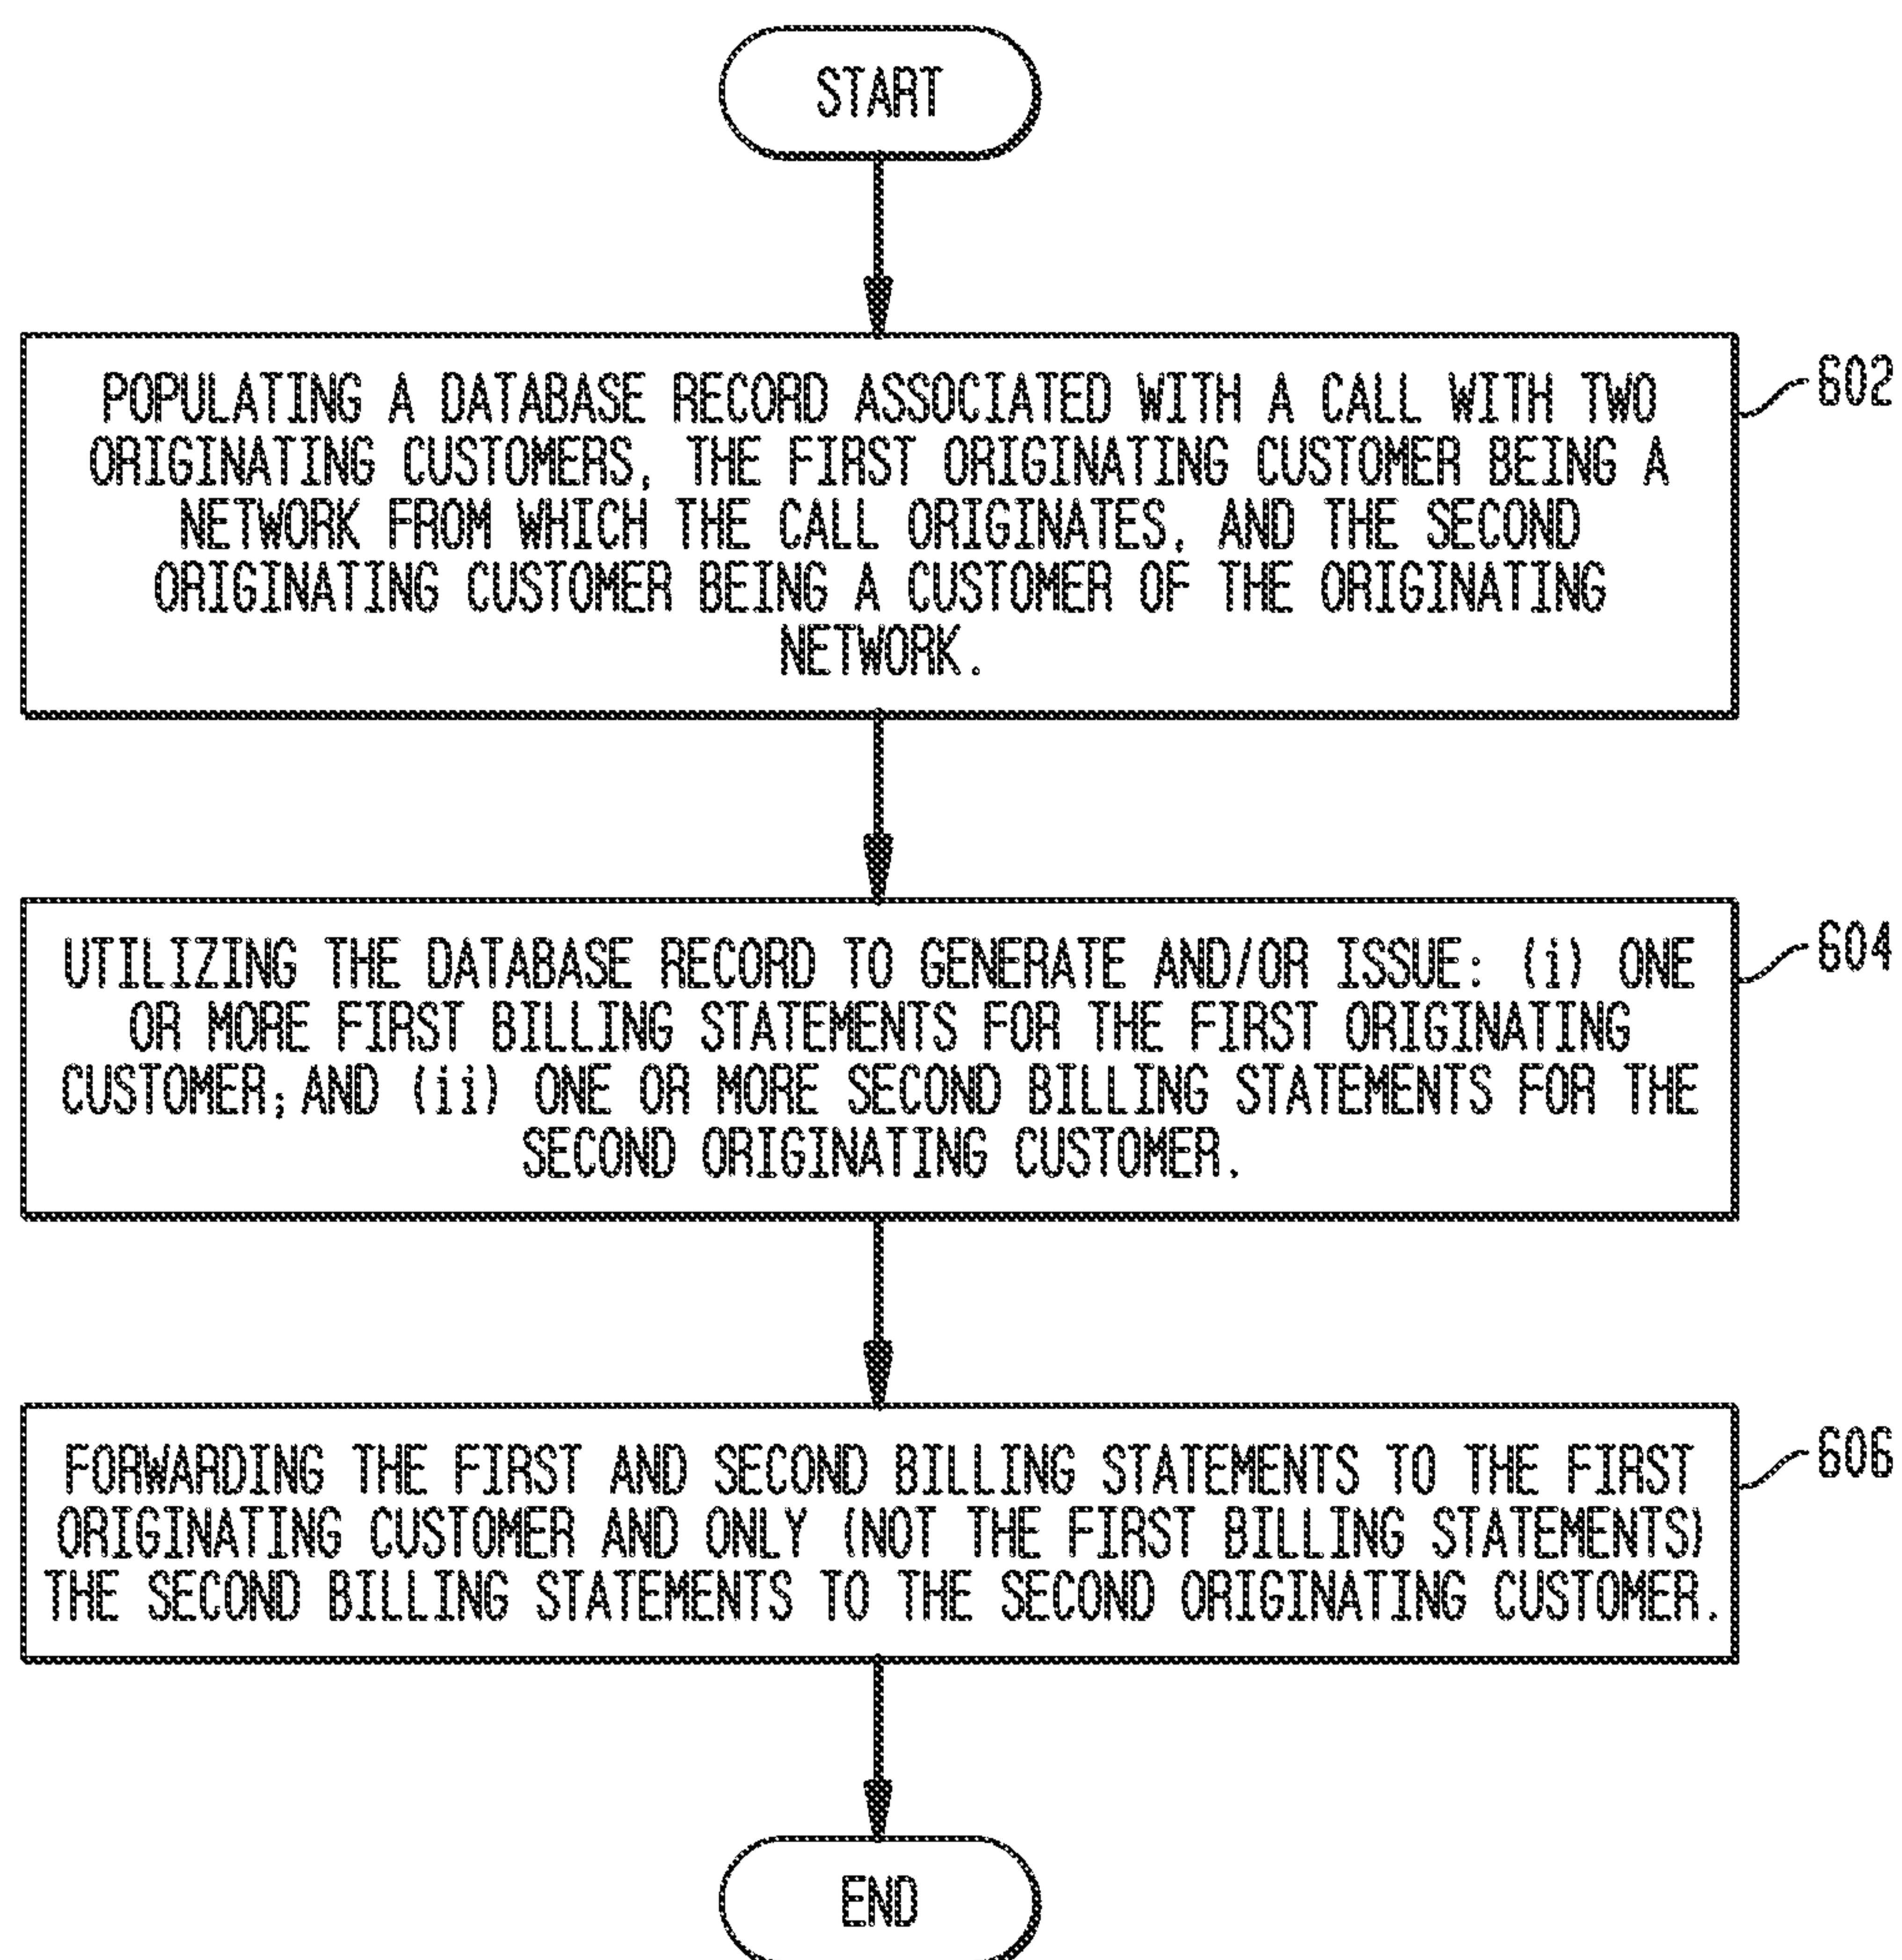 START
POPULATING A DATABASE RECORD ASSOCIATED WITH A CALL WITH TWO
ORIGINATING CUSTOMERS, THE FIRST ORIGINATING CUSTOMER BEING A
NETWORK FROM WHICH THE CALL ORIGINATES, AND THE SECOND
ORIGINATING CUSTOMER BEING A CUSTOMER OF THE ORIGINATING
NETWORK.
602
UTILIZING THE DATABASE RECORD TO GENERATE AND/OR ISSUE: (i) ONE
OR MORE FIRST BILLING STATEMENTS FOR THE FIRST ORIGINATING
CUSTOMER; AND (ii) ONE OR MORE SECOND BILLING STATEMENTS FOR THE
SECOND ORIGINATING CUSTOMER.
604
FORWARDING THE FIRST AND SECOND BILLING STATEMENTS TO THE FIRST
ORIGINATING CUSTOMER AND ONLY (NOT THE FIRST BILLING STATEMENTS)
THE SECOND BILLING STATEMENTS TO THE SECOND ORIGINATING CUSTOMER.
606
END